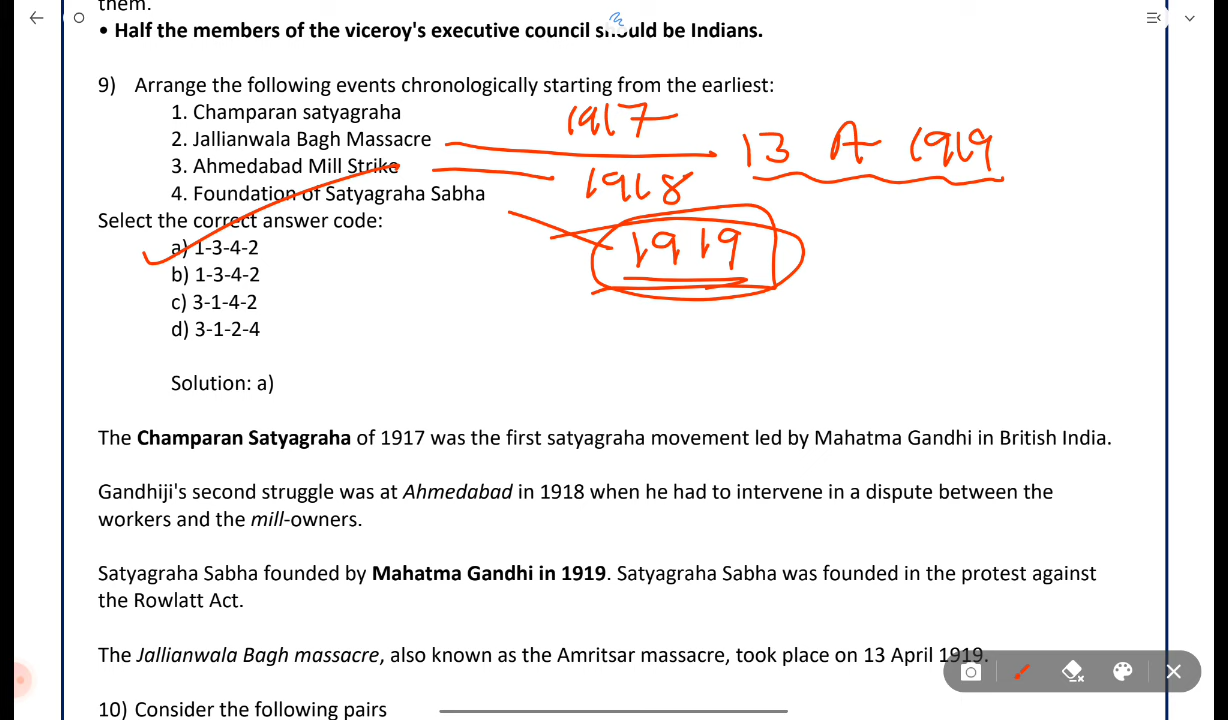 them.
• Half the members of the viceroy's executive council should be Indians.
9) Arrange the following events chronologically starting from the earliest:
1. Champaran satyagraha
1917
2. Jallianwala Bagh Massacre
13 A 1919
3. Ahmedabad Mill Strike
1918
4. Foundation of Satyagraha Sabha
1919
Select the correct answer code:
a) 1-3-4-2
b) 1-3-4-2
c) 3-1-4-2
d) 3-1-2-4
Solution: a)
The Champaran Satyagraha of 1917 was the first satyagraha movement led by Mahatma Gandhi in British India.
Gandhiji's second struggle was at Ahmedabad in 1918 when he had to intervene in a dispute between the
workers and the mill-owners.
Satyagraha Sabha founded by Mahatma Gandhi in 1919. Satyagraha Sabha was founded in the protest against
the Rowlatt Act.
The Jallianwala Bagh massacre, also known as the Amritsar massacre, took place on 13 April 1919.
10) Consider the following pairs